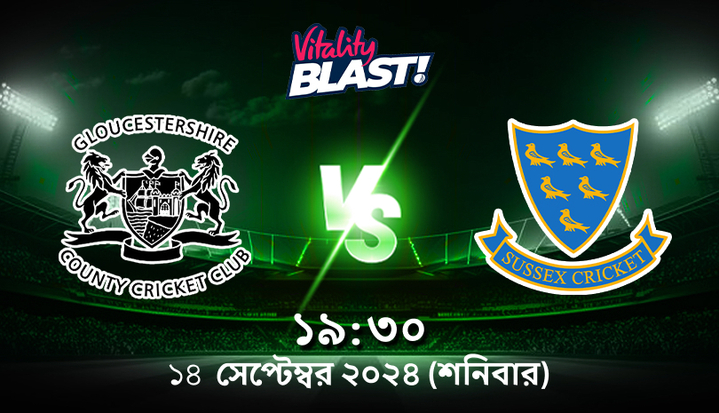 Vitality
BLAST!
GLOUCESTERSHIRE
COUNTY CRICKET CLUB
VS
SUSSEX CRICKET
১৯:৩০
১৪ সেপ্টেম্বর ২০২৪ (শনিবার)